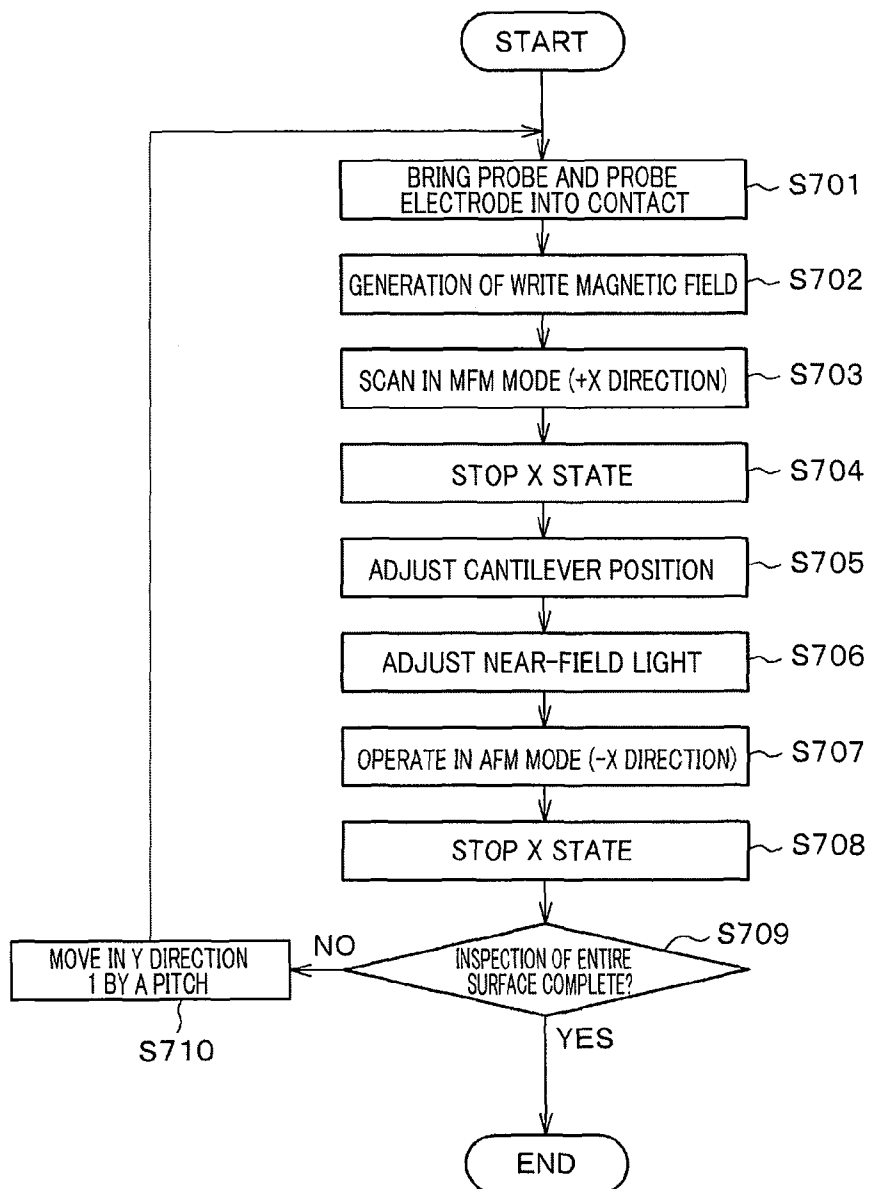 START
BRING PROBE AND PROBE
ELECTRODE INTO CONTACT
S701
GENERATION OF WRITE MAGNETIC FIELD
S702
SCAN IN MFM MODE (+X DIRECTION)
S703
STOP X STATE
S704
ADJUST CANTILEVER POSITION
S705
ADJUST NEAR-FIELD LIGHT
S706
OPERATE IN AFM MODE (-X DIRECTION)
S707
STOP X STATE
S708
S709
INSPECTION OF ENTIRE
SURFACE COMPLETE?
NO
MOVE IN Y DIRECTION
1 BY A PITCH
S710
YES
END